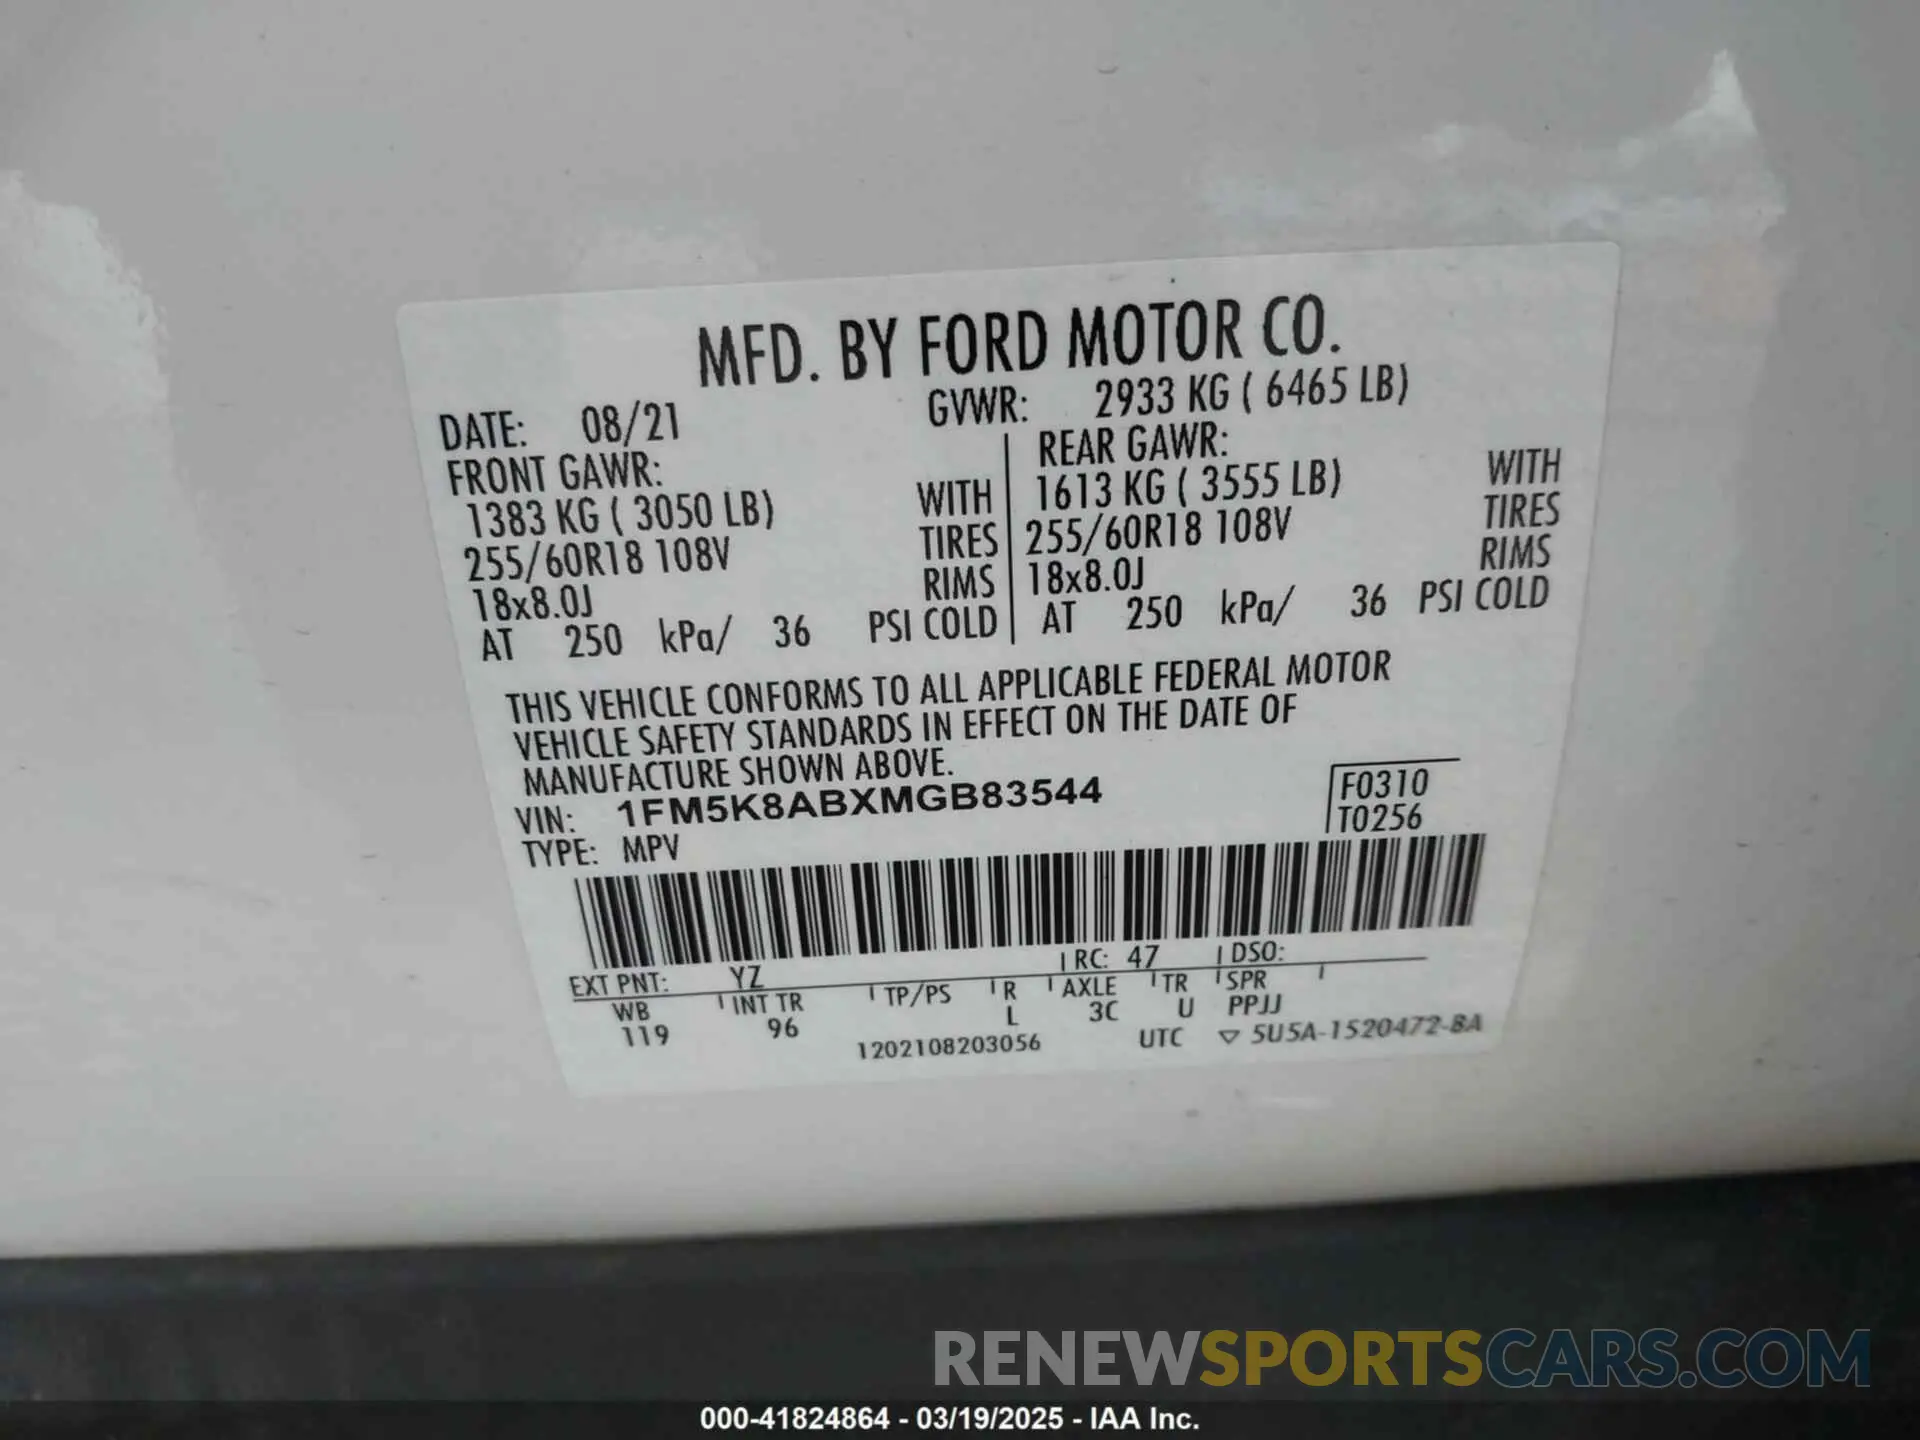 MFD. BY FORD MOTOR CO.
DATE: 08/21 GVWR: 2933 KG ( 6465 LB)
FRONT GAWR: REAR GAWR:
1383 KG ( 3050 LB) WITH 1613 KG ( 3555 LB) WITH
255/60R18 108V TIRES 255/60R18 108V TIRES
18x8.0J RIMS 18x8.0J RIMS
AT 250 kPa/ 36 PSI COLD AT 250 kPa/ 36 PSI COLD
THIS VEHICLE CONFORMS TO ALL APPLICABLE FEDERAL MOTOR
VEHICLE SAFETY STANDARDS IN EFFECT ON THE DATE OF
MANUFACTURE SHOWN ABOVE.
VIN: 1FM5K8ABXMGB83544 F0310
TYPE: MPV T0256
EXT PNT: YZ RC: 47 DSO:
WB INT TR TP/PS R AXLE TR SPR
119 96 L 3C U PPJJ
1202108203056 UTC ▽ 5U5A-1520472-BA
RENEWSPORTSCARS.COM
000-41824864 - 03/19/2025 - IAA Inc.